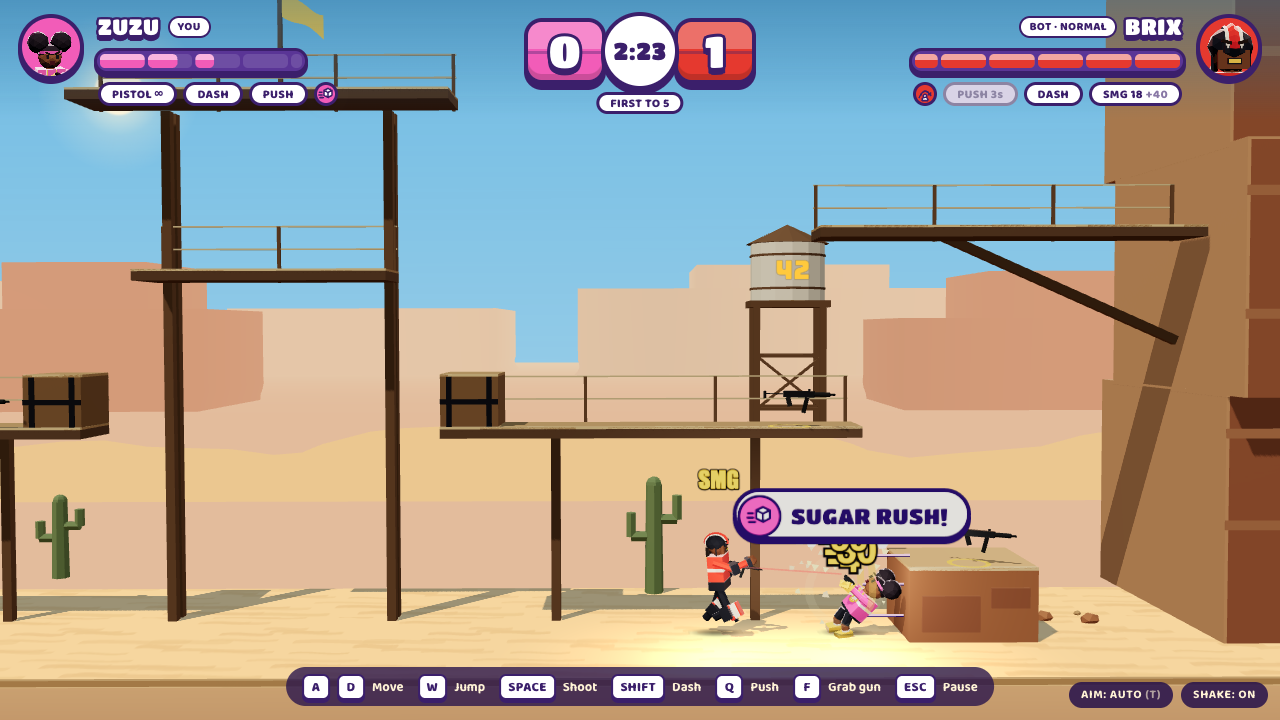 ZUZU YOU
PISTOL ∞ DASH PUSH
0 2:23 1
FIRST TO 5
BOT · NORMAL BRIX
PUSH 3s DASH SMG 18 +40
42
SMG
SUGAR RUSH!
A D Move W Jump SPACE Shoot SHIFT Dash Q Push F Grab gun ESC Pause
AIM: AUTO (T) SHAKE: ON